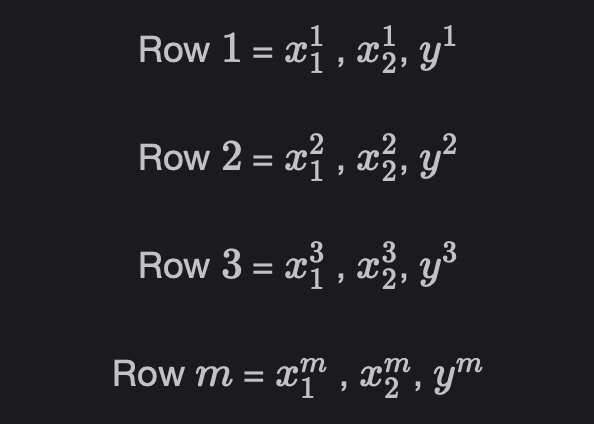 Row 1 = $x_1^1$ , $x_2^1$, $y^1$
Row 2 = $x_1^2$ , $x_2^2$, $y^2$
Row 3 = $x_1^3$ , $x_2^3$, $y^3$
Row $m$ = $x_1^m$ , $x_2^m$, $y^m$